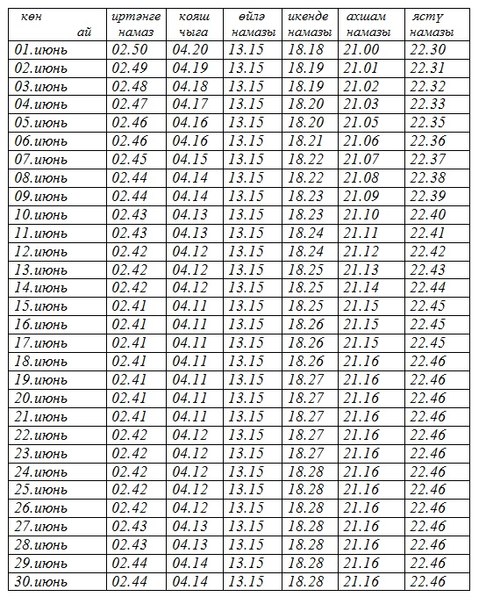 көн иртәнге кояш өйлә икенде ахшам ясту
ай намаз чыга намазы намазы намазы намазы
01.июнь 02.50 04.20 13.15 18.18 21.00 22.30
02.июнь 02.49 04.19 13.15 18.19 21.01 22.31
03.июнь 02.48 04.18 13.15 18.19 21.02 22.32
04.июнь 02.47 04.17 13.15 18.20 21.03 22.33
05.июнь 02.46 04.16 13.15 18.20 21.05 22.35
06.июнь 02.46 04.16 13.15 18.21 21.06 22.36
07.июнь 02.45 04.15 13.15 18.22 21.07 22.37
08.июнь 02.44 04.14 13.15 18.22 21.08 22.38
09.июнь 02.44 04.14 13.15 18.23 21.09 22.39
10.июнь 02.43 04.13 13.15 18.23 21.10 22.40
11.июнь 02.43 04.13 13.15 18.24 21.11 22.41
12.июнь 02.42 04.12 13.15 18.24 21.12 22.42
13.июнь 02.42 04.12 13.15 18.25 21.13 22.43
14.июнь 02.42 04.12 13.15 18.25 21.14 22.44
15.июнь 02.41 04.11 13.15 18.25 21.15 22.45
16.июнь 02.41 04.11 13.15 18.26 21.15 22.45
17.июнь 02.41 04.11 13.15 18.26 21.15 22.45
18.июнь 02.41 04.11 13.15 18.26 21.16 22.46
19.июнь 02.41 04.11 13.15 18.27 21.16 22.46
20.июнь 02.41 04.11 13.15 18.27 21.16 22.46
21.июнь 02.41 04.11 13.15 18.27 21.16 22.46
22.июнь 02.42 04.12 13.15 18.27 21.16 22.46
23.июнь 02.42 04.12 13.15 18.27 21.16 22.46
24.июнь 02.42 04.12 13.15 18.28 21.16 22.46
25.июнь 02.42 04.12 13.15 18.28 21.16 22.46
26.июнь 02.42 04.12 13.15 18.28 21.16 22.46
27.июнь 02.43 04.13 13.15 18.28 21.16 22.46
28.июнь 02.43 04.13 13.15 18.28 21.16 22.46
29.июнь 02.44 04.14 13.15 18.28 21.16 22.46
30.июнь 02.44 04.14 13.15 18.28 21.16 22.46